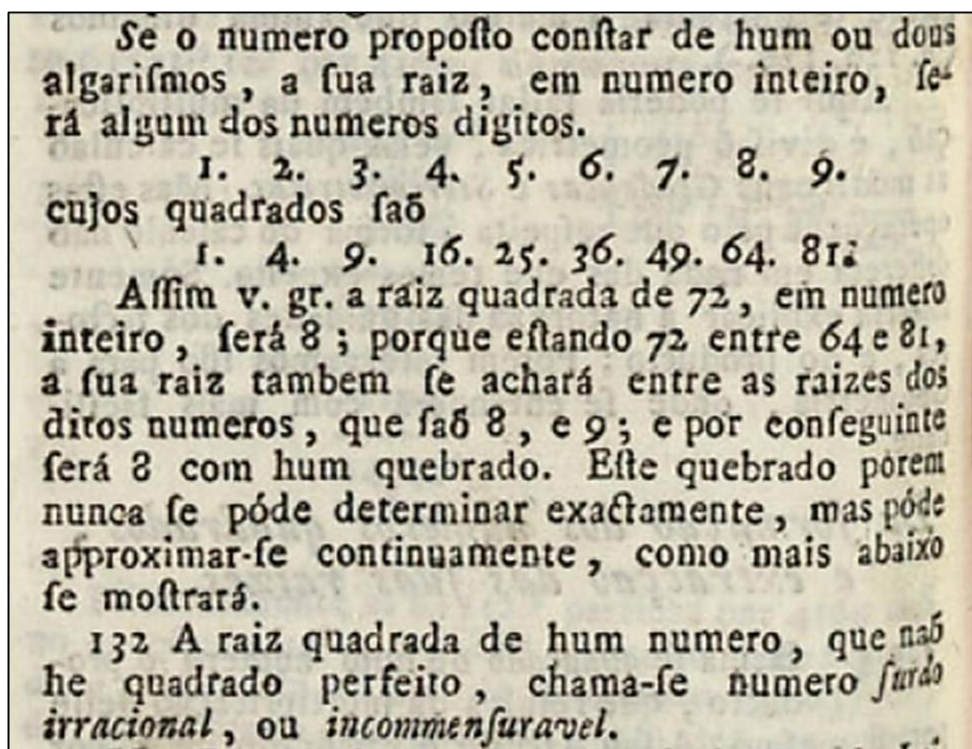 Se o numero propoſto conſtar de hum ou dous
algariſmos , a ſua raiz , em numero inteiro, ſe-
rá algum dos numeros digitos.
1. 2. 3. 4. 5. 6. 7. 8. 9.
cujos quadrados ſaõ
1. 4. 9. 16. 25. 36. 49. 64. 81.
Aſſim v. gr. a raiz quadrada de 72 , em numero
inteiro , ſerá 8 ; porque eſtando 72 entre 64 e 81,
a ſua raiz tambem ſe achará entre as raizes dos
ditos numeros , que ſaõ 8 , e 9 ; e por conſeguinte
ſerá 8 com hum quebrado. Eſte quebrado porem
nunca ſe póde determinar exactamente , mas póde
approximar-ſe continuamente , como mais abaixo
ſe moſtrará.
132 A raiz quadrada de hum numero , que naõ
he quadrado perfeito , chama-ſe numero ſurdo
irracional , ou incommenſuravel.